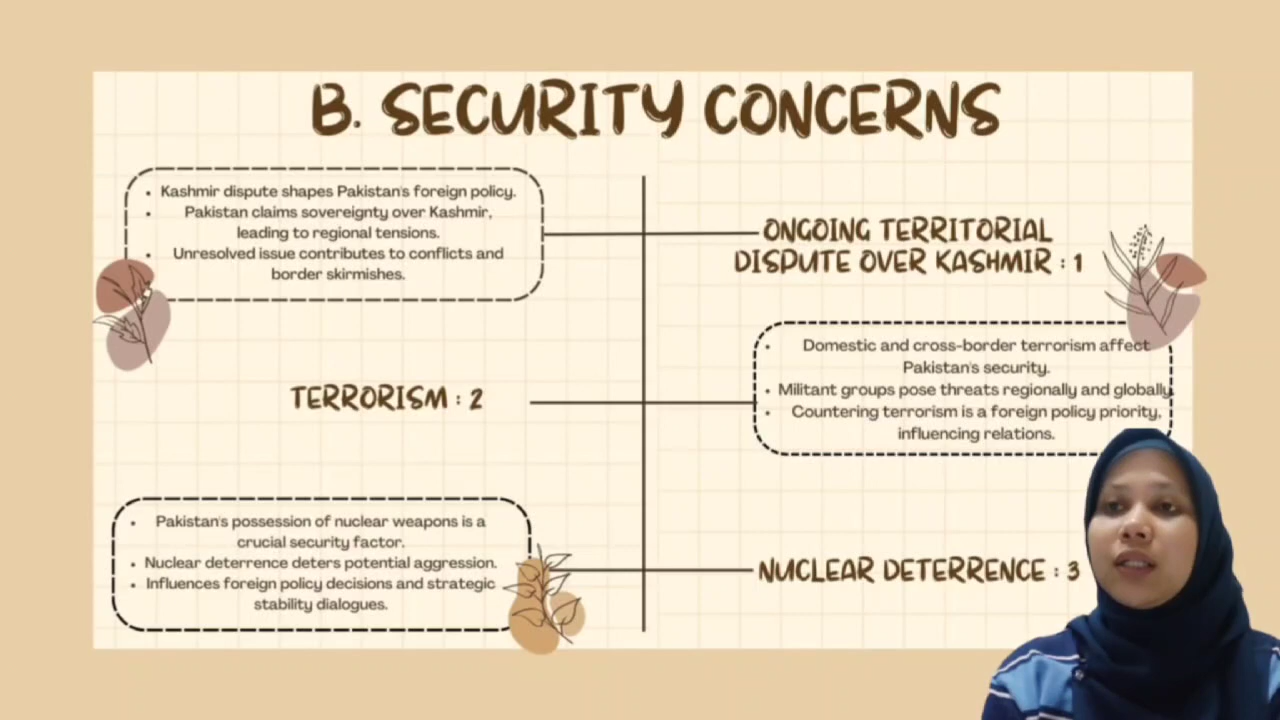 B. SECURITY CONCERNS
• Kashmir dispute shapes Pakistan's foreign policy.
• Pakistan claims sovereignty over Kashmir,
leading to regional tensions.
• Unresolved issue contributes to conflicts and
border skirmishes.
ONGOING TERRITORIAL
DISPUTE OVER KASHMIR : 1
TERRORISM : 2
• Domestic and cross-border terrorism affect
Pakistan's security.
• Militant groups pose threats regionally and globally.
• Countering terrorism is a foreign policy priority,
influencing relations.
• Pakistan's possession of nuclear weapons is a
crucial security factor.
• Nuclear deterrence deters potential aggression.
• Influences foreign policy decisions and strategic
stability dialogues.
NUCLEAR DETERRENCE : 3